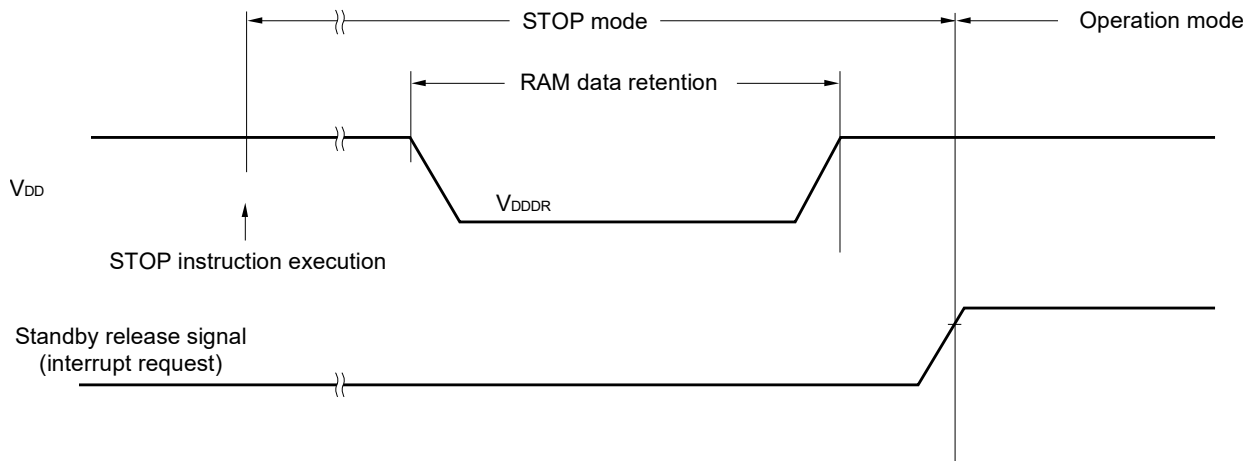 STOP mode
Operation mode
RAM data retention
VDD
VDDDR
STOP instruction execution
Standby release signal
(interrupt request)